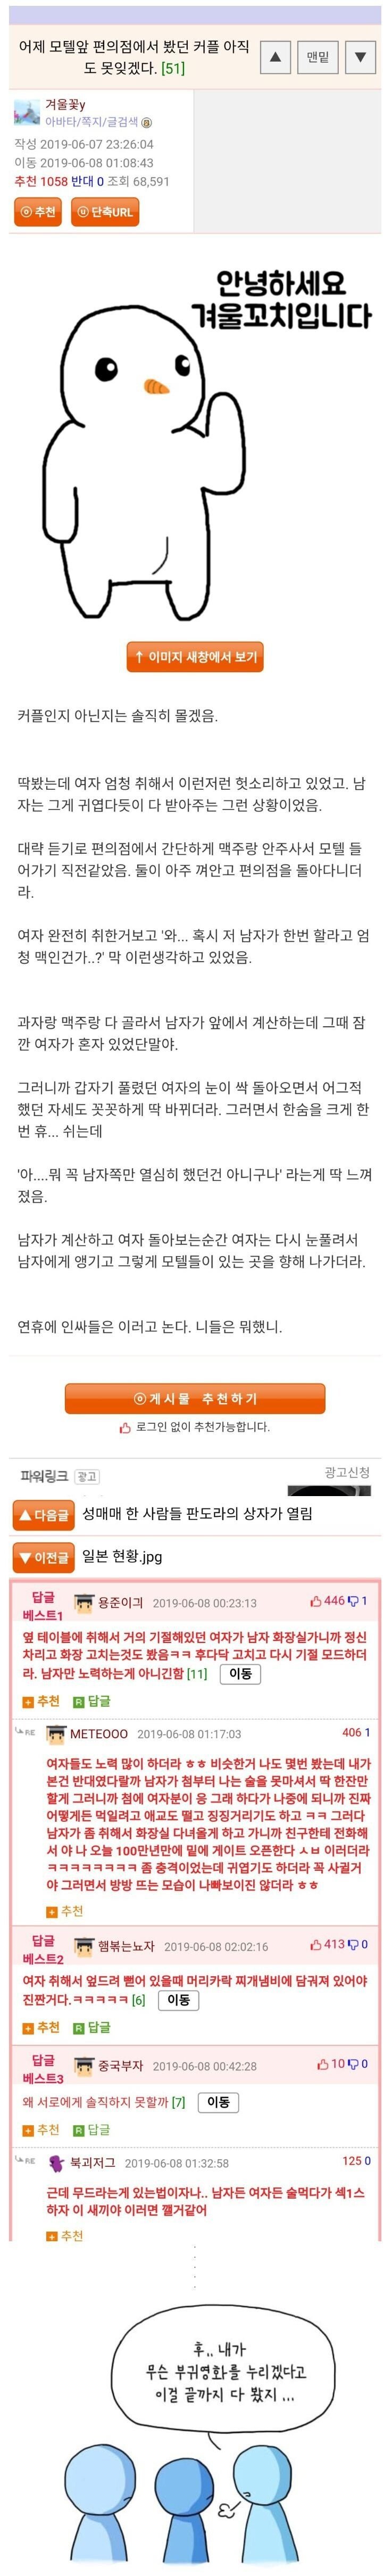 어제 모텔앞 편의점에서 봤던 커플 아직
도 못잊겠다. [51]
▲
맨밑
▼
겨울꽃y
아바타/쪽지/글검색
작성 2019-06-07 23:26:04
이동 2019-06-08 01:08:43
추천 1058 반대 0 조회 68,591
추천
단축URL
안녕하세요
겨울꼬치입니다
↑ 이미지 새창에서 보기
커플인지 아닌지는 솔직히 몰겠음.
딱봤는데 여자 엄청 취해서 이런저런 헛소리하고 있었고. 남
자는 그게 귀엽다듯이 다 받아주는 그런 상황이었음.
대략 듣기로 편의점에서 간단하게 맥주랑 안주사서 모텔 들
어가기 직전같았음. 둘이 아주 껴안고 편의점을 돌아다니더
라.
여자 완전히 취한거보고 '와... 혹시 저 남자가 한번 할라고 엄
청 맥인건가..?' 막 이런생각하고 있었음.
과자랑 맥주랑 다 골라서 남자가 앞에서 계산하는데 그때 잠
깐 여자가 혼자 있었단말야.
그러니까 갑자기 풀렸던 여자의 눈이 싹 돌아오면서 어그적
했던 자세도 꼿꼿하게 딱 바뀌더라. 그러면서 한숨을 크게 한
번 휴... 쉬는데
'아....뭐 꼭 남자쪽만 열심히 했던건 아니구나' 라는게 딱 느껴
졌음.
남자가 계산하고 여자 돌아보는순간 여자는 다시 눈풀려서
남자에게 앵기고 그렇게 모텔들이 있는 곳을 향해 나가더라.
연휴에 인싸들은 이러고 논다. 니들은 뭐했니.
게시물 추천하기
로그인 없이 추천가능합니다.
파워링크 광고
광고신청
▲ 다음글 성매매 한 사람들 판도라의 상자가 열림
▼ 이전글 일본 현황.jpg
답글
베스트1
용준이긔 2019-06-08 00:23:13
446 1
옆 테이블에 취해서 거의 기절해있던 여자가 남자 화장실가니까 정신
차리고 화장 고치는것도 봤음ㅋㅋ 후다닥 고치고 다시 기절 모드하더
라. 남자만 노력하는게 아니긴함 [11] 이동
+ 추천 R 답글
RE METEOOO 2019-06-08 01:17:03
406 1
여자들도 노력 많이 하더라 ㅎㅎ 비슷한거 나도 몇번 봤는데 내가
본건 반대였다랄까 남자가 첨부터 나는 술을 못마셔서 딱 한잔만
할게 그러니까 첨에 여자분이 응 그래 하다가 나중에 되니까 진짜
어떻게든 먹일려고 애교도 떨고 징징거리기도 하고 ㅋㅋ 그러다
남자가 좀 취해서 화장실 다녀올게 하고 가니까 친구한테 전화해
서 야 나 오늘 100만년만에 밑에 게이트 오픈한다 ㅅㅂ 이러더라
ㅋㅋㅋㅋㅋㅋㅋㅋ 좀 충격이었는데 귀엽기도 하더라 꼭 사귈거
야 그러면서 방방 뜨는 모습이 나빠보이진 않더라 ㅎㅎ
+ 추천
답글
베스트2
햄볶는뇨자 2019-06-08 02:02:16
413 0
여자 취해서 엎드려 뻗어 있을때 머리카락 찌개냄비에 담궈져 있어야
진짠거다.ㅋㅋㅋㅋㅋ [6] 이동
+ 추천 R 답글
답글
베스트3
중국부자 2019-06-08 00:42:28
10 0
왜 서로에게 솔직하지 못할까 [7] 이동
+ 추천 R 답글
RE 북괴저그 2019-06-08 01:32:58
125 0
근데 무드라는게 있는법이자나.. 남자든 여자든 술먹다가 섹1스
하자 이 새끼야 이러면 깰거같어
+ 추천
후.. 내가
무슨 부귀영화를 누리겠다고
이걸 끝까지 다 봤지...